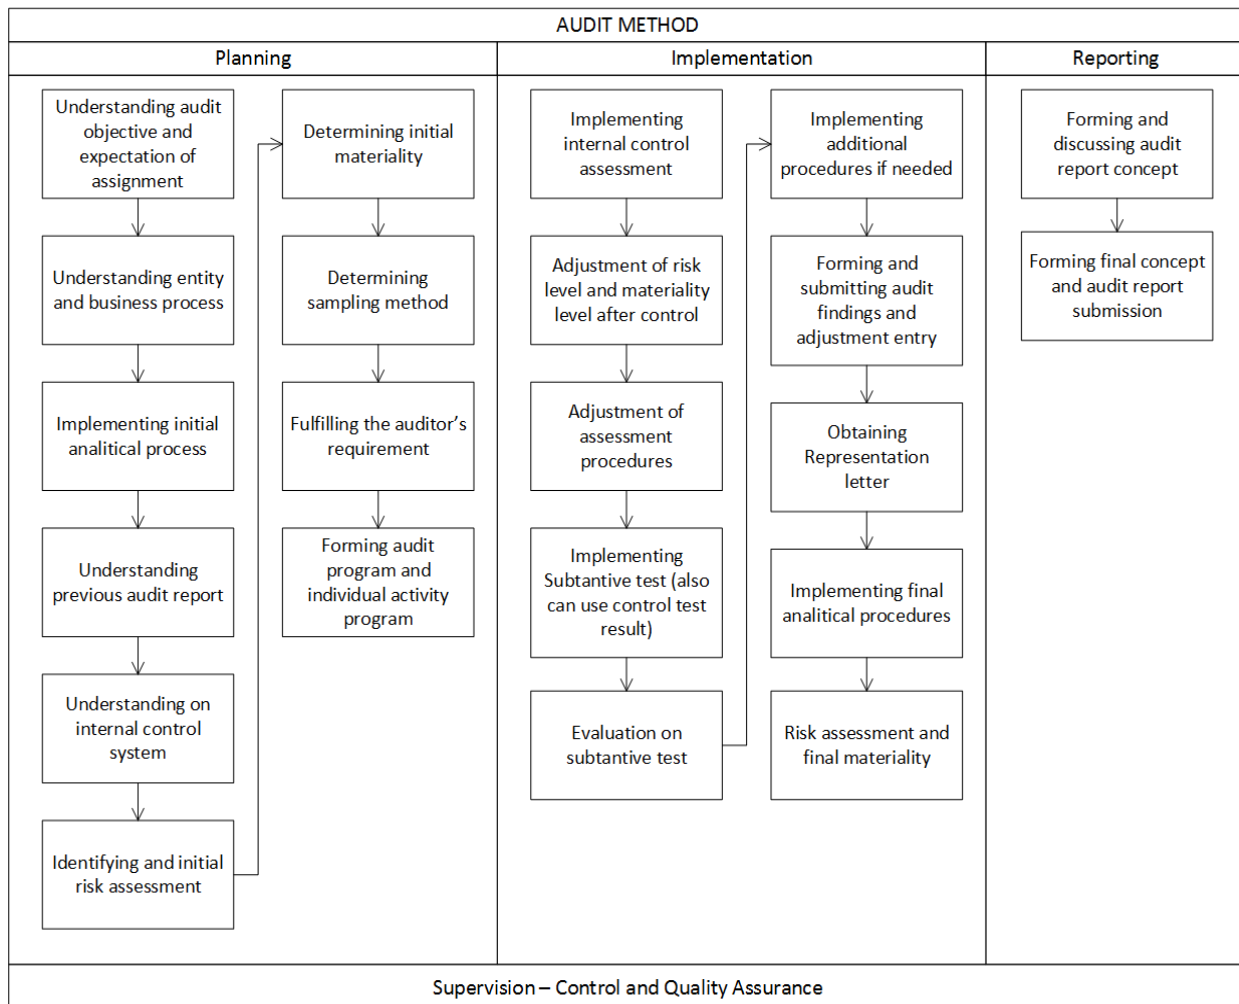 AUDIT METHOD
Planning
Implementation
Reporting
Understanding audit
objective and
expectation of
assignment
Understanding entity
and business process
Implementing initial
analitical process
Understanding
previous audit report
Understanding on
internal control
system
Identifying and initial
risk assessment
Determining initial
materiality
Determining
sampling method
Fulfilling the auditor’s
requirement
Forming audit
program and
individual activity
program
Implementing
internal control
assessment
Adjustment of risk
level and materiality
level after control
Adjustment of
assessment
procedures
Implementing
Subtantive test (also
can use control test
result)
Evaluation on
subtantive test
Implementing
additional
procedures if needed
Forming and
submitting audit
findings and
adjustment entry
Obtaining
Representation
letter
Implementing final
analitical procedures
Risk assessment and
final materiality
Forming and
discussing audit
report concept
Forming final concept
and audit report
submission
Supervision – Control and Quality Assurance